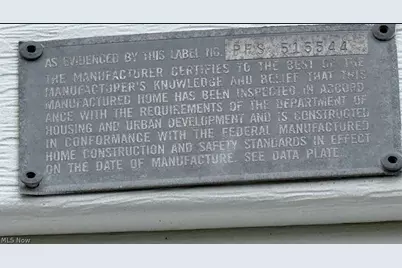 AS EVIDENCED BY THIS LABEL NO. PFS 515544
THE MANUFACTURER CERTIFIES TO THE BEST OF THE
MANUFACTURER'S KNOWLEDGE AND BELIEF THAT THIS
MANUFACTURED HOME HAS BEEN INSPECTED IN ACCORD-
ANCE WITH THE REQUIREMENTS OF THE DEPARTMENT OF
HOUSING AND URBAN DEVELOPMENT AND IS CONSTRUCTED
IN CONFORMANCE WITH THE FEDERAL MANUFACTURED
HOME CONSTRUCTION AND SAFETY STANDARDS IN EFFECT
ON THE DATE OF MANUFACTURE. SEE DATA PLATE
MLS Now